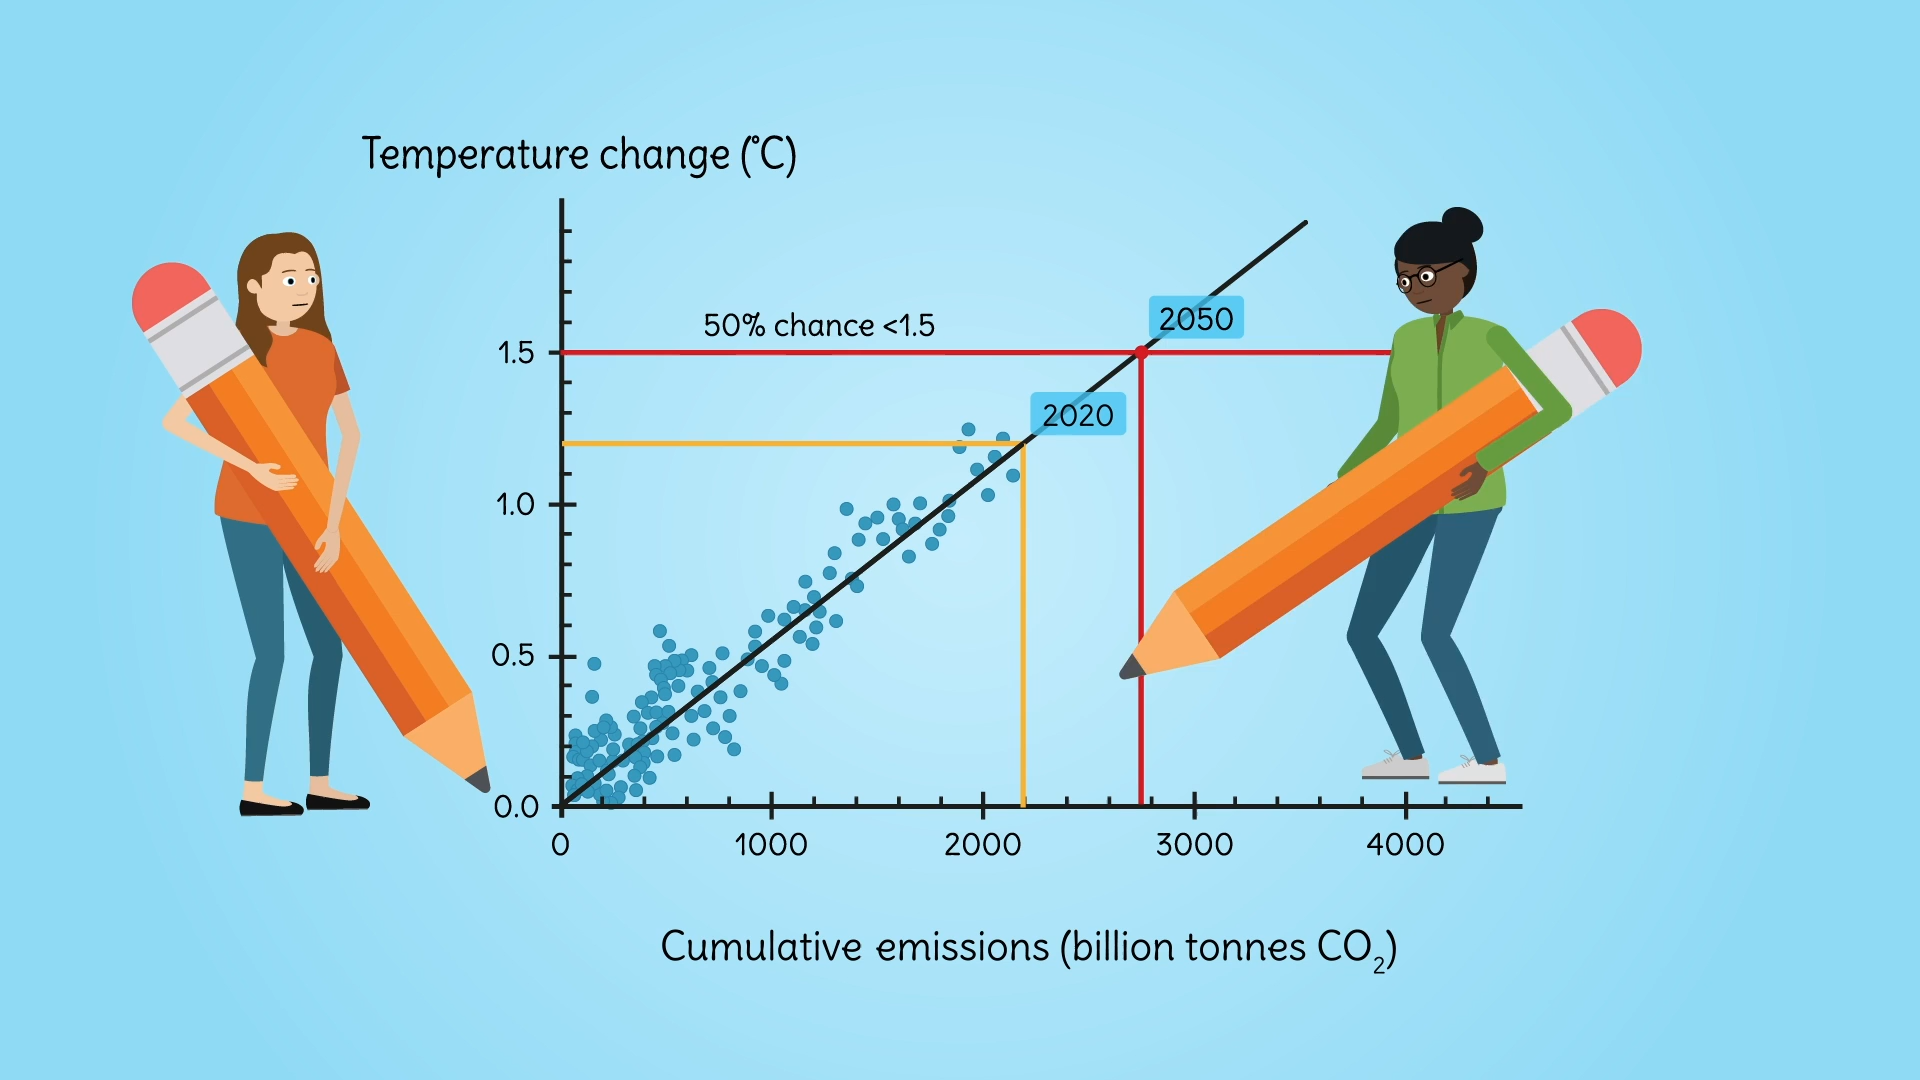 Temperature change (°C)
2050
50% chance <1.5
1.5
2020
1.0
0.5
0.0
0 1000 2000 3000 4000
Cumulative emissions (billion tonnes CO₂)